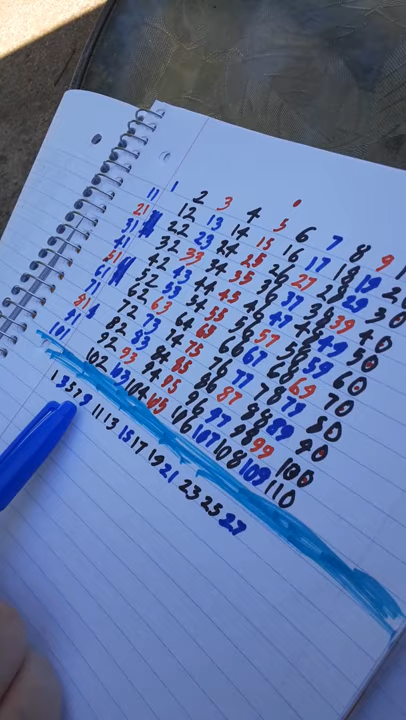 1 2 3 4 5 6 7 8 9
11 12 13 14 15 16 17 18 19 20
21 22 23 24 25 26 27 28 29 30
31 32 33 34 35 36 37 38 39 40
41 42 43 44 45 46 47 48 49 50
51 52 53 54 55 56 57 58 59 60
61 62 63 64 65 66 67 68 69 70
71 72 73 74 75 76 77 78 79 80
82 83 84 85 86 87 88 89 90
91 92 93 94 95 96 97 98 99 100
101 102 103 104 105 106 107 108 109 110
1 3 5 7 9 11 13 15 17 19 21 23 25 27